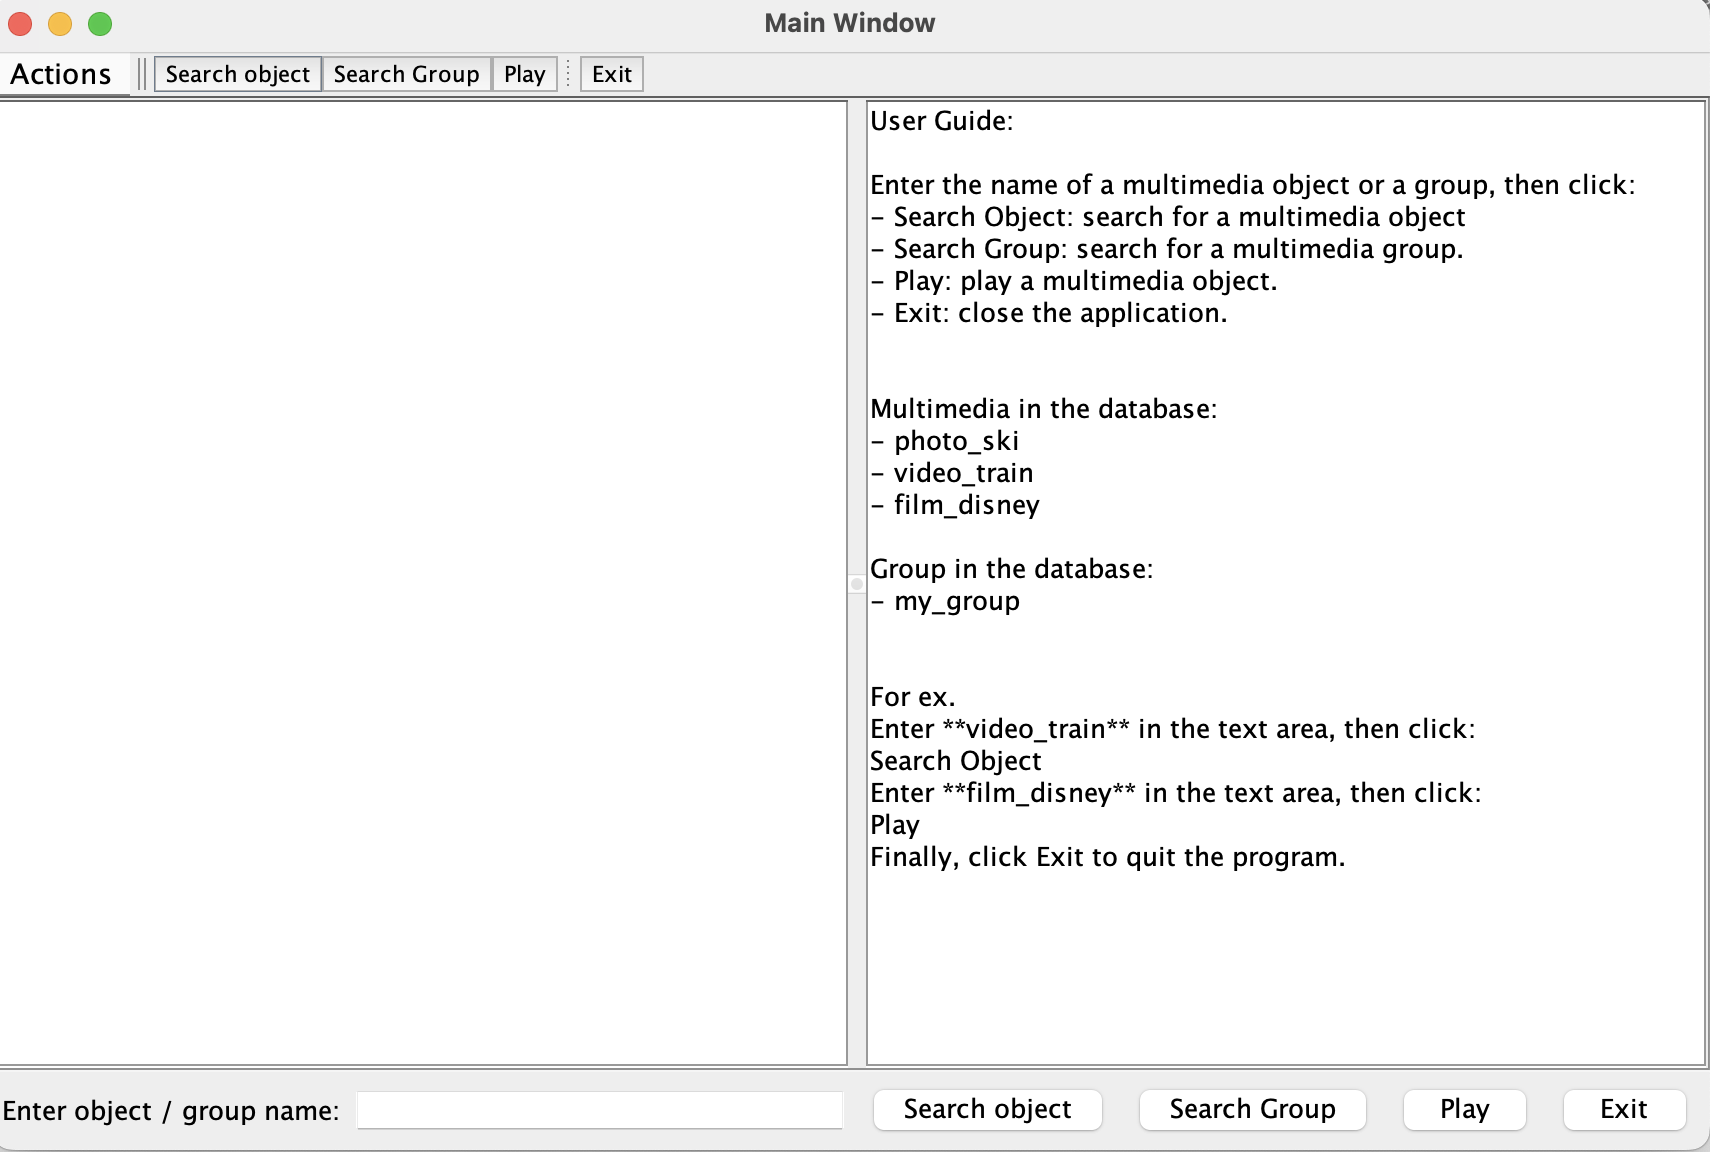 Main Window
Actions Search object Search Group Play Exit
User Guide:
Enter the name of a multimedia object or a group, then click:
- Search Object: search for a multimedia object
- Search Group: search for a multimedia group.
- Play: play a multimedia object.
- Exit: close the application.
Multimedia in the database:
- photo_ski
- video_train
- film_disney
Group in the database:
- my_group
For ex.
Enter **video_train** in the text area, then click:
Search Object
Enter **film_disney** in the text area, then click:
Play
Finally, click Exit to quit the program.
Enter object / group name: Search object Search Group Play Exit